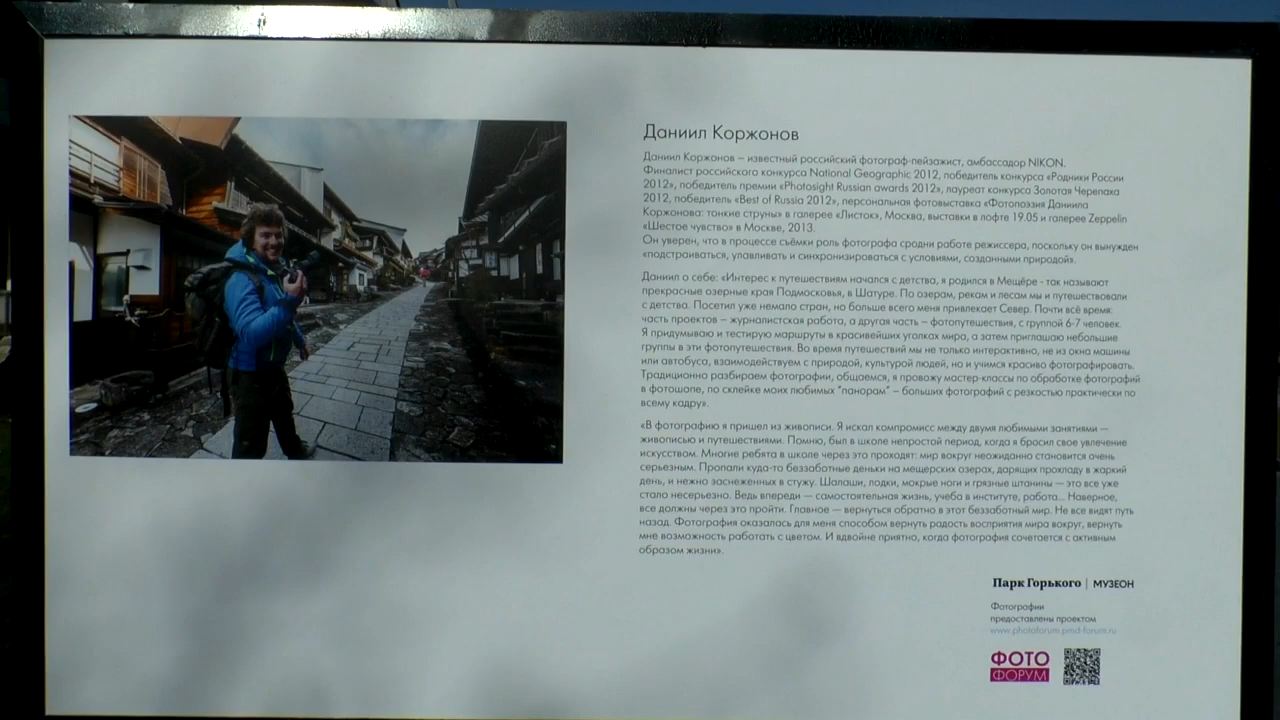 Даниил Коржонов
Даниил Коржонов – известный российский фотограф-пейзажист, амбассадор NIKON.
Финалист российского конкурса National Geographic 2012, победитель конкурса «Родники России
2012», победитель премии «Photosight Russian awards 2012», лауреат конкурса Золотая Черепаха
2012, победитель «Best of Russia 2012», персональная фотовыставка «Фотопоэзия Даниила
Коржонова: тонкие струны» в галерее «Листок», Москва, выставки в лофте 19.05 и галерее Zeppelin
«Шестое чувство» в Москве, 2013.
Он уверен, что в процессе съёмки роль фотографа сродни работе режиссера, поскольку он вынужден
«подстраиваться, улавливать и синхронизироваться с условиями, созданными природой».
Даниил о себе: «Интерес к путешествиям начался с детства, я родился в Мещёре - так называют
прекрасные озерные края Подмосковья, в Шатуре. По озерам, рекам и лесам мы и путешествовали
с детства. Посетил уже немало стран, но больше всего меня привлекает Север. Почти всё время:
часть проектов – журналистская работа, а другая часть – фотопутешествия, с группой 6-7 человек.
Я придумываю и тестирую маршруты в красивейших уголках мира, а затем приглашаю небольшие
группы в эти фотопутешествия. Во время путешествий мы не только интерактивно, не из окна машины
или автобуса, взаимодействуем с природой, культурой людей, но и учимся красиво фотографировать.
Традиционно разбираем фотографии, общаемся, я провожу мастер-классы по обработке фотографий
в фотошопе, по склейке моих любимых "панорам" – больших фотографий с резкостью практически по
всему кадру».
«В фотографию я пришел из живописи. Я искал компромисс между двумя любимыми занятиями —
живописью и путешествиями. Помню, был в школе непростой период, когда я бросил свое увлечение
искусством. Многие ребята в школе через это проходят: мир вокруг неожиданно становится очень
серьезным. Пропали куда-то беззаботные деньки на мещерских озерах, дарящих прохладу в жаркий
день, и нежно заснеженных в стужу. Шалаши, лодки, мокрые ноги и грязные штанины — это все уже
стало несерьезно. Ведь впереди — самостоятельная жизнь, учеба в институте, работа... Наверное,
все должны через это пройти. Главное — вернуться обратно в этот беззаботный мир. Не все видят путь
назад. Фотография оказалась для меня способом вернуть радость восприятия мира вокруг, вернуть
мне возможность работать с цветом. И вдвойне приятно, когда фотография сочетается с активным
образом жизни».
Парк Горького | МУЗЕОН
Фотографии
предоставлены проектом
www.photoforum.pmd-forum.ru
ФОТО
ФОРУМ